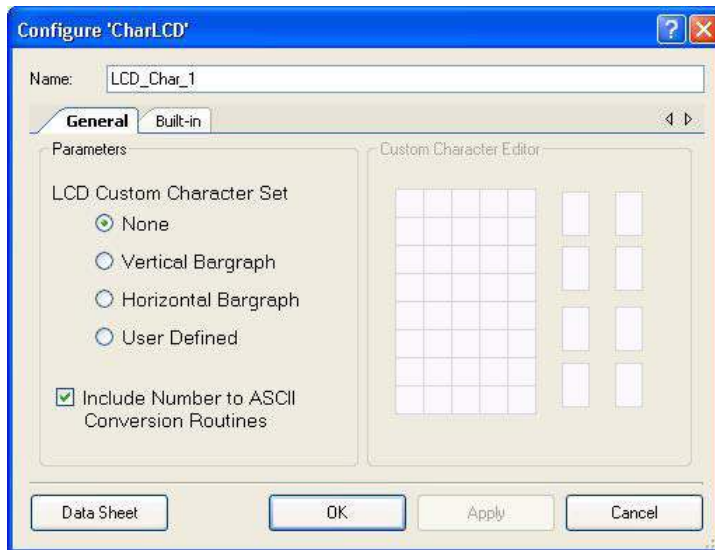 Configure 'CharLCD'
Name: LCD_Char_1
General Built-in
Parameters
LCD Custom Character Set
None
Vertical Bargraph
Horizontal Bargraph
User Defined
Include Number to ASCII
Conversion Routines
Custom Character Editor
Data Sheet OK Apply Cancel